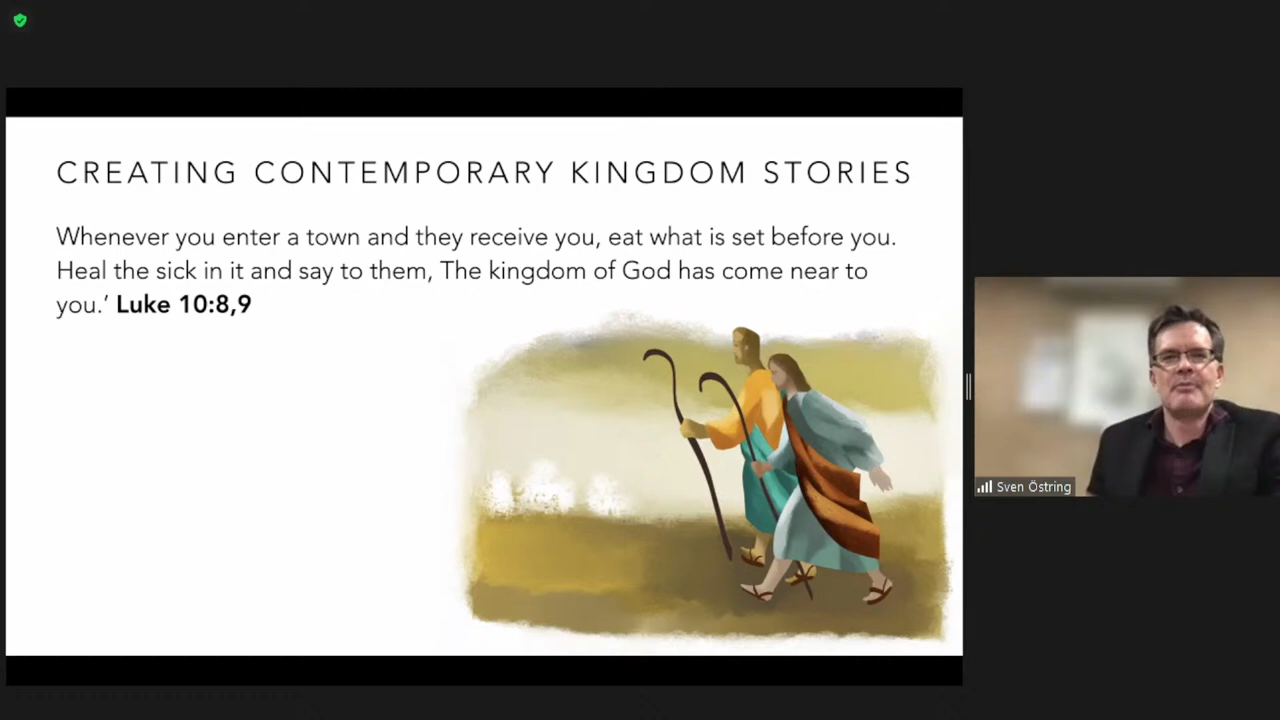 CREATING CONTEMPORARY KINGDOM STORIES
Whenever you enter a town and they receive you, eat what is set before you.
Heal the sick in it and say to them, The kingdom of God has come near to
you.’ Luke 10:8,9
Sven Östring